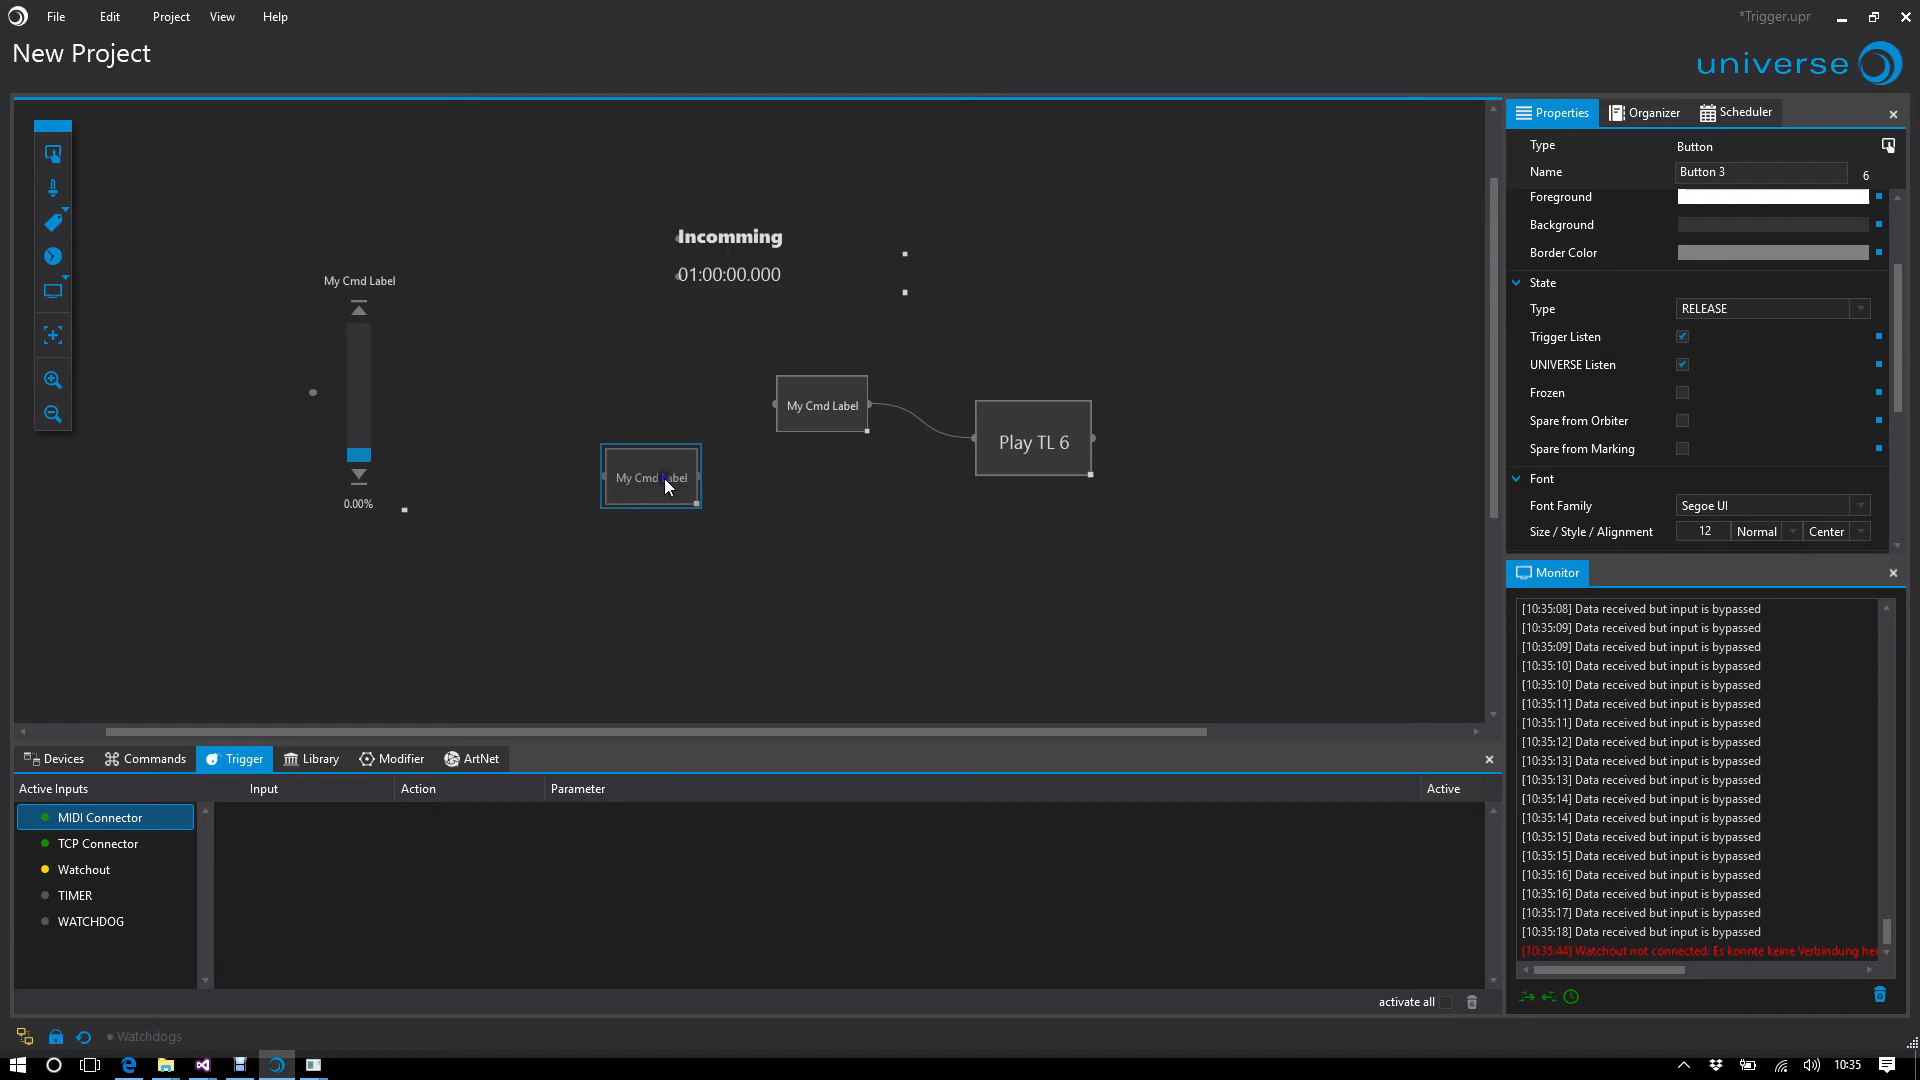 File Edit Project View Help
*Trigger.upr
New Project
universe
My Cmd Label
0.00%
Incomming
01:00:00.000
My Cmd Label
Play TL 6
My Cmd Label
Properties Organizer Scheduler
Type Button
Name Button 3 6
Foreground
Background
Border Color
State
Type RELEASE
Trigger Listen
UNIVERSE Listen
Frozen
Spare from Orbiter
Spare from Marking
Font
Font Family Segoe UI
Size / Style / Alignment 12 Normal Center
Monitor
[10:35:08] Data received but input is bypassed
[10:35:09] Data received but input is bypassed
[10:35:09] Data received but input is bypassed
[10:35:10] Data received but input is bypassed
[10:35:10] Data received but input is bypassed
[10:35:11] Data received but input is bypassed
[10:35:11] Data received but input is bypassed
[10:35:12] Data received but input is bypassed
[10:35:13] Data received but input is bypassed
[10:35:13] Data received but input is bypassed
[10:35:14] Data received but input is bypassed
[10:35:14] Data received but input is bypassed
[10:35:15] Data received but input is bypassed
[10:35:15] Data received but input is bypassed
[10:35:16] Data received but input is bypassed
[10:35:16] Data received but input is bypassed
[10:35:17] Data received but input is bypassed
[10:35:18] Data received but input is bypassed
[10:35:44] Watchout not connected: Es konnte keine Verbindung her
Devices Commands Trigger Library Modifier ArtNet
Active Inputs Input Action Parameter Active
MIDI Connector
TCP Connector
Watchout
TIMER
WATCHDOG
activate all
Watchdogs
10:35